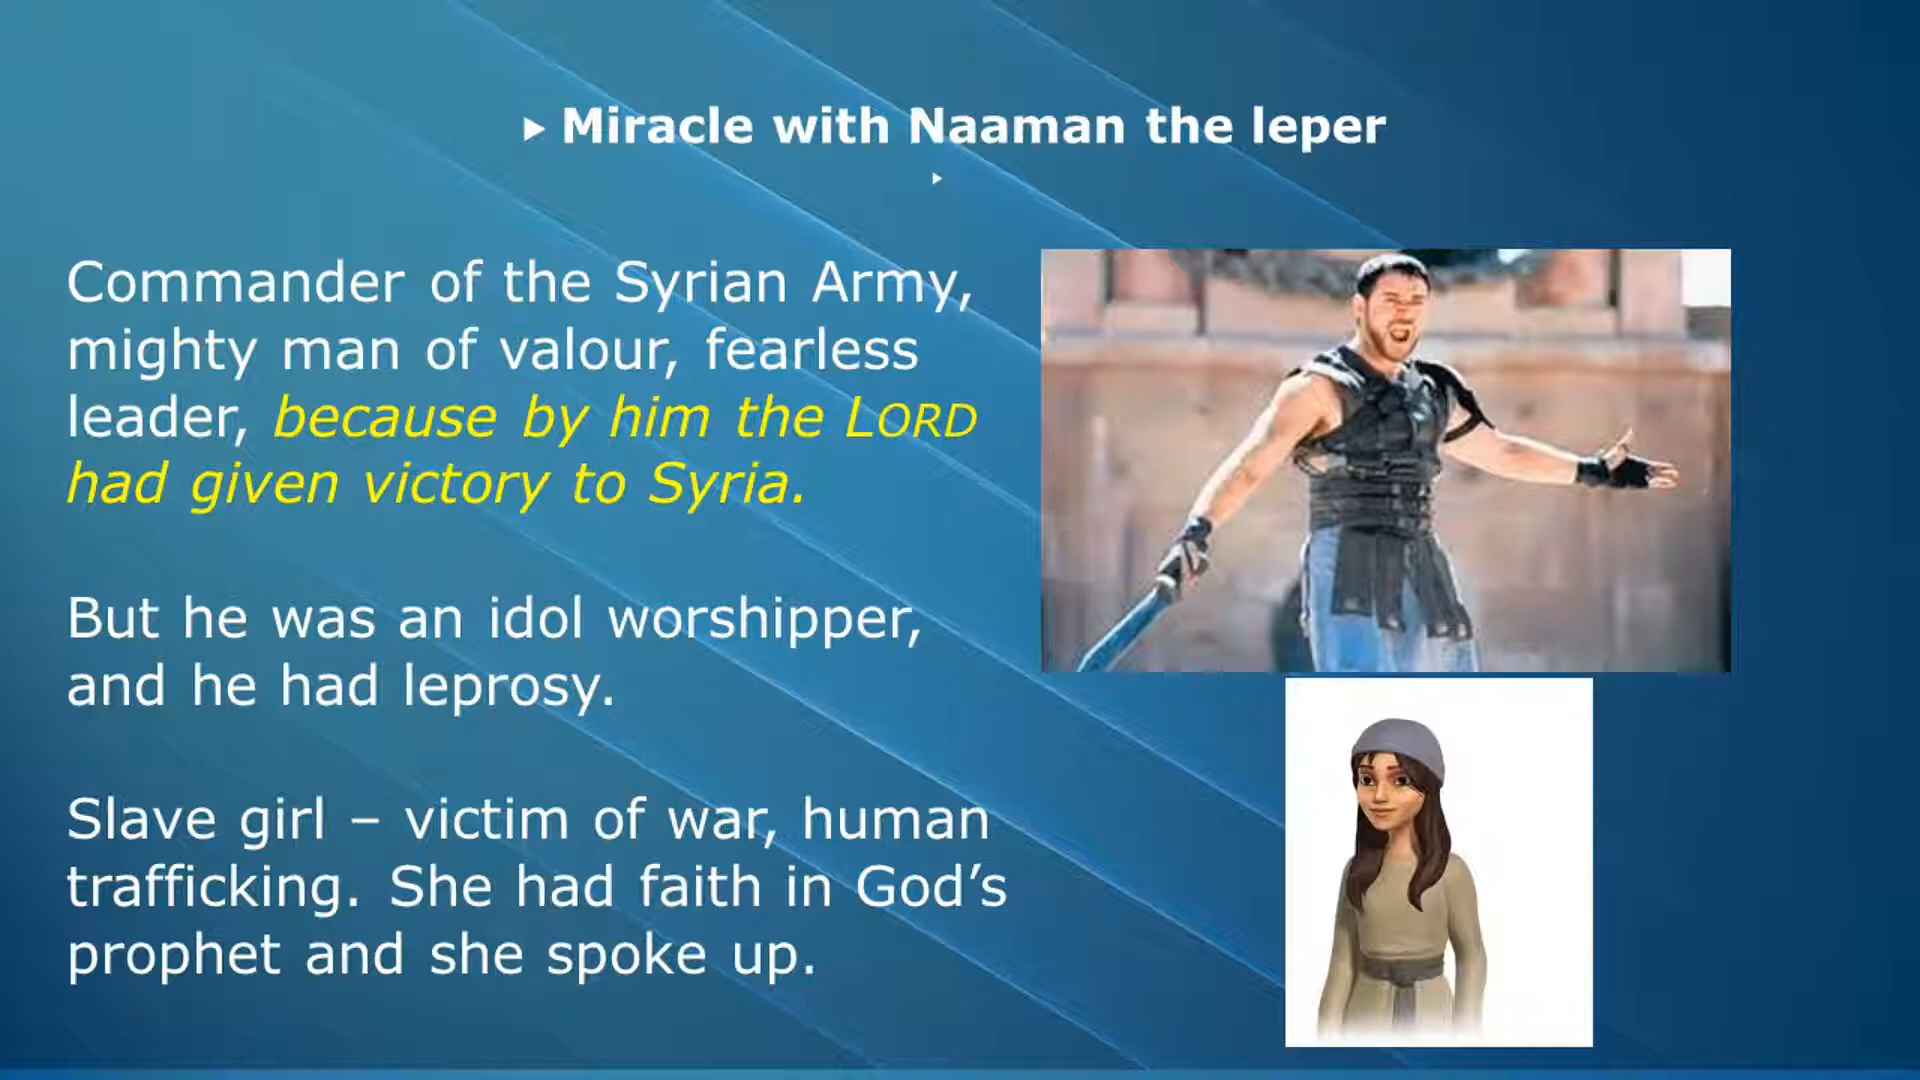 Miracle with Naaman the leper
Commander of the Syrian Army,
mighty man of valour, fearless
leader, because by him the LORD
had given victory to Syria.
But he was an idol worshipper,
and he had leprosy.
Slave girl – victim of war, human
trafficking. She had faith in God’s
prophet and she spoke up.